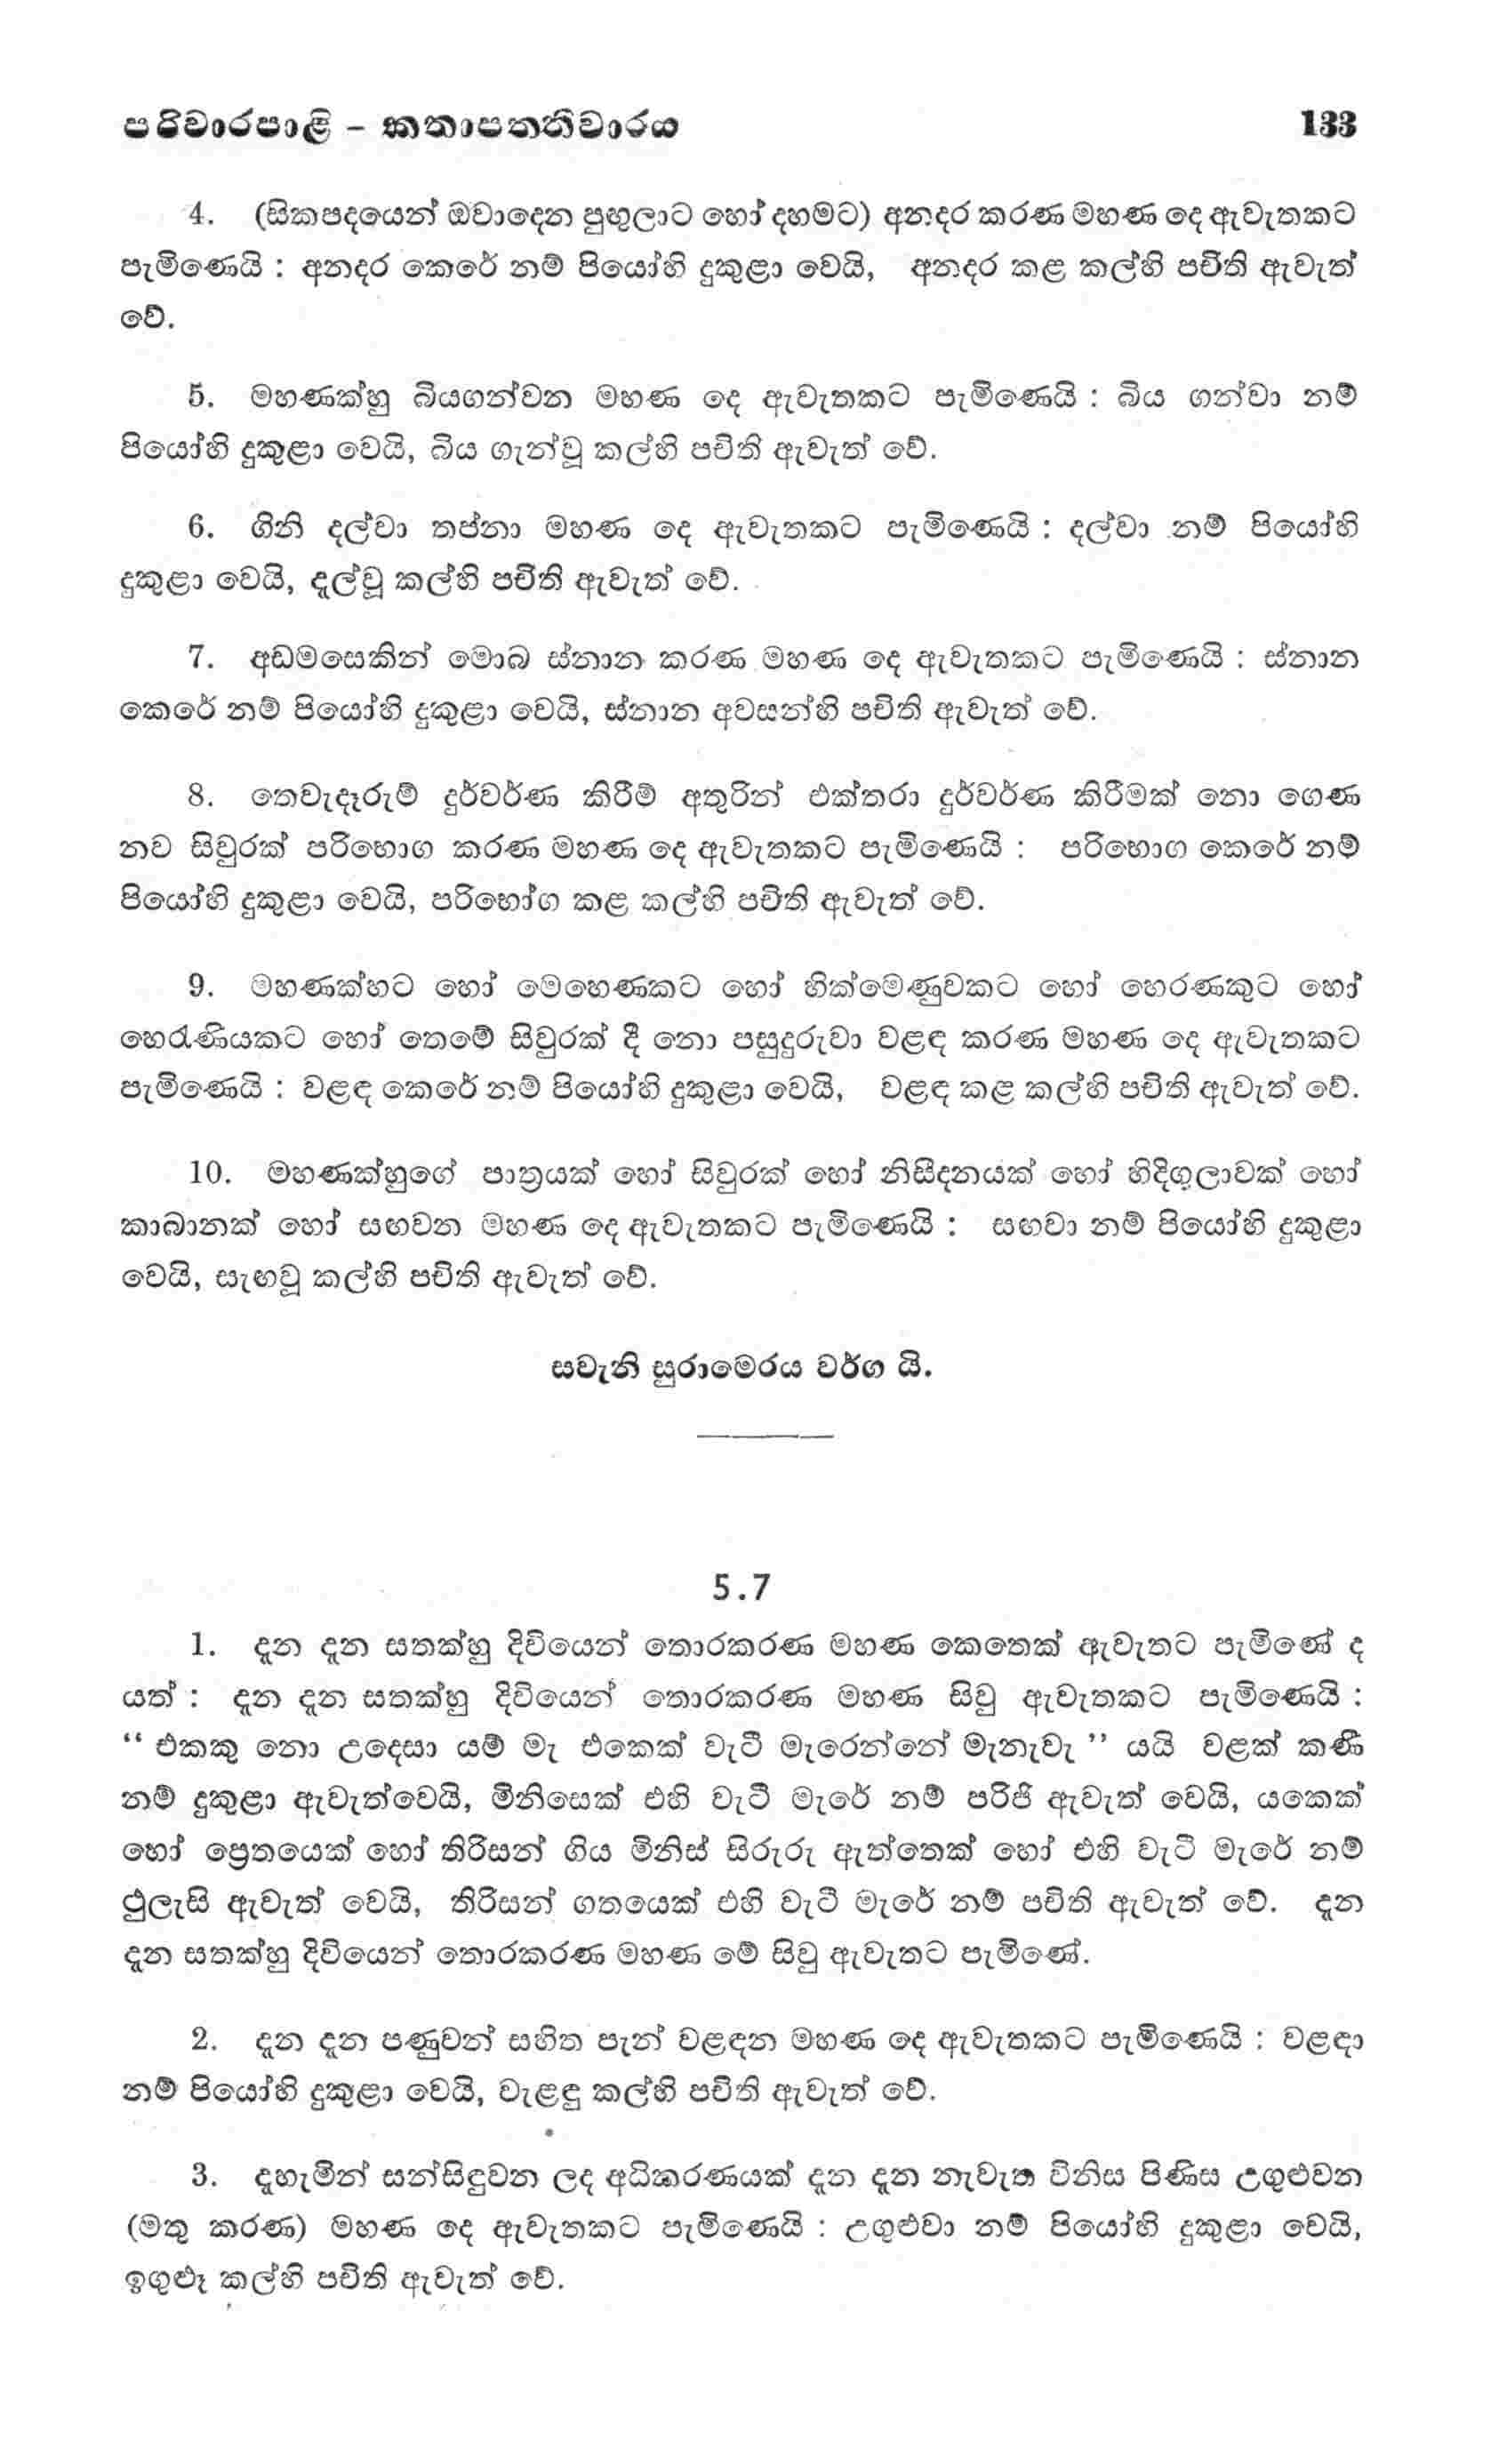 පරිවාරපාළි – කතාපත්තිවාරය 133
4. (සිකපදයෙන් ඔවාදෙන පුඟුලාට හෝ දහමට) අනදර කරණ මහණ දෙ ඇවැතකට
පැමිණෙයි : අනදර කෙරේ නම් පියෝහි දුකුළා වෙයි, අනදර කළ කල්හි පචිති ඇවැත්
වේ.
5. මහණක්හු බියගන්වන මහණ දෙ ඇවැතකට පැමිණෙයි : බිය ගන්වා නම්
පියෝහි දුකුළා වෙයි, බිය ගැන්වූ කල්හි පචිති ඇවැත් වේ.
6. ගිනි දල්වා තප්නා මහණ දෙ ඇවැතකට පැමිණෙයි : දල්වා නම් පියෝහි
දුකුළා වෙයි, දැල්වූ කල්හි පචිති ඇවැත් වේ.
7. අඩමසෙකින් මොබ ස්නාන කරණ මහණ දෙ ඇවැතකට පැමිණෙයි : ස්නාන
කෙරේ නම් පියෝහි දුකුළා වෙයි, ස්නාන අවසන්හි පචිති ඇවැත් වේ.
8. තෙවැදෑරුම් දුර්වර්ණ කිරීම් අතුරින් එක්තරා දුර්වර්ණ කිරීමක් නො ගෙණ
නව සිවුරක් පරිභොග කරණ මහණ දෙ ඇවැතකට පැමිණෙයි : පරිභොග කෙරේ නම්
පියෝහි දුකුළා වෙයි, පරිභෝග කළ කල්හි පචිති ඇවැත් වේ.
9. මහණක්හට හෝ මෙහෙණකට හෝ හික්මෙණුවකට හෝ හෙරණකුට හෝ
හෙරැණියකට හෝ තෙමේ සිවුරක් දී නො පසුදුරුවා වළඳ කරණ මහණ දෙ ඇවැතකට
පැමිණෙයි : වළඳ කෙරේ නම් පියෝහි දුකුළා වෙයි, වළඳ කළ කල්හි පචිති ඇවැත් වේ.
10. මහණක්හුගේ පාත්‍රයක් හෝ සිවුරක් හෝ නිසීදනයක් හෝ හිදිගුලාවක් හෝ
කාබානක් හෝ සඟවන මහණ දෙ ඇවැතකට පැමිණෙයි : සඟවා නම් පියෝහි දුකුළා
වෙයි, සැඟවූ කල්හි පචිති ඇවැත් වේ.
සවැනි සුරාමෙරය වර්ග යි.
5.7
1. දැන දැන සතක්හු දිවියෙන් තොරකරණ මහණ කෙතෙක් ඇවැතට පැමිණේ ද
යත් : දැන දැන සතක්හු දිවියෙන් තොරකරණ මහණ සිවු ඇවැතකට පැමිණෙයි :
“ එකකු නො උදෙසා යම් මැ එකෙක් වැටී මැරෙන්නේ මැනැවැ ” යයි වළක් කණී
නම් දුකුළා ඇවැත්වෙයි, මිනිසෙක් එහි වැටී මැරේ නම් පරිජි ඇවැත් වෙයි, යකෙක්
හෝ ප්‍රෙතයෙක් හෝ තිරිසන් ගිය මිනිස් සිරුරු ඇත්තෙක් හෝ එහි වැටී මැරේ නම්
ථුලැසි ඇවැත් වෙයි, තිරිසන් ගතයෙක් එහි වැටී මැරේ නම් පචිති ඇවැත් වේ. දැන
දැන සතක්හු දිවියෙන් තොරකරණ මහණ මේ සිවු ඇවැතට පැමිණේ.
2. දැන දැන පණුවන් සහිත පැන් වළඳන මහණ දෙ ඇවැතකට පැමිණෙයි : වළඳා
නම් පියෝහි දුකුළා වෙයි, වැළඳු කල්හි පචිති ඇවැත් වේ.
3. දැහැමින් සන්සිඳුවන ලද අධිකරණයක් දැන දැන නැවැත විනිස පිණිස උගුළුවන
(මතු කරණ) මහණ දෙ ඇවැතකට පැමිණෙයි : උගුළුවා නම් පියෝහි දුකුළා වෙයි,
ඉගුළූ කල්හි පචිති ඇවැත් වේ.